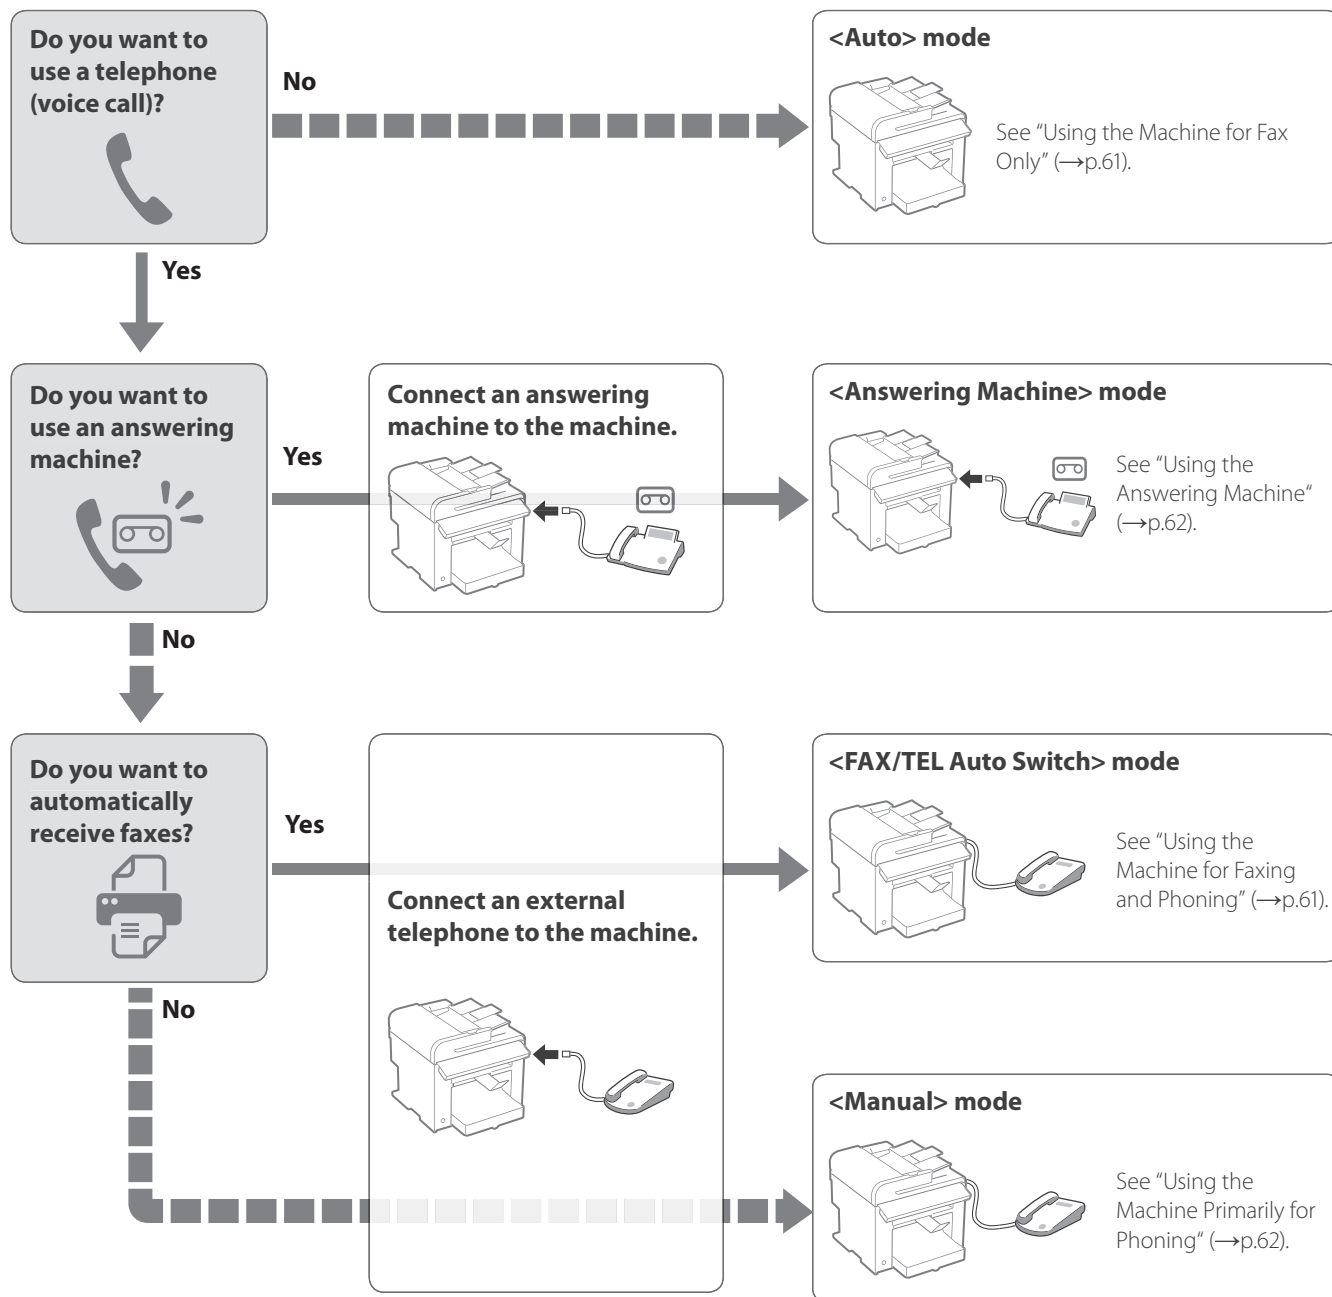 Do you want to
use a telephone
(voice call)?
No
<Auto> mode
See “Using the Machine for Fax
Only” (→p.61).
Yes
Do you want to
use an answering
machine?
Yes
Connect an answering
machine to the machine.
<Answering Machine> mode
See “Using the
Answering Machine“
(→p.62).
No
Do you want to
automatically
receive faxes?
Yes
Connect an external
telephone to the machine.
<FAX/TEL Auto Switch> mode
See “Using the
Machine for Faxing
and Phoning” (→p.61).
No
<Manual> mode
See “Using the
Machine Primarily for
Phoning“ (→p.62).